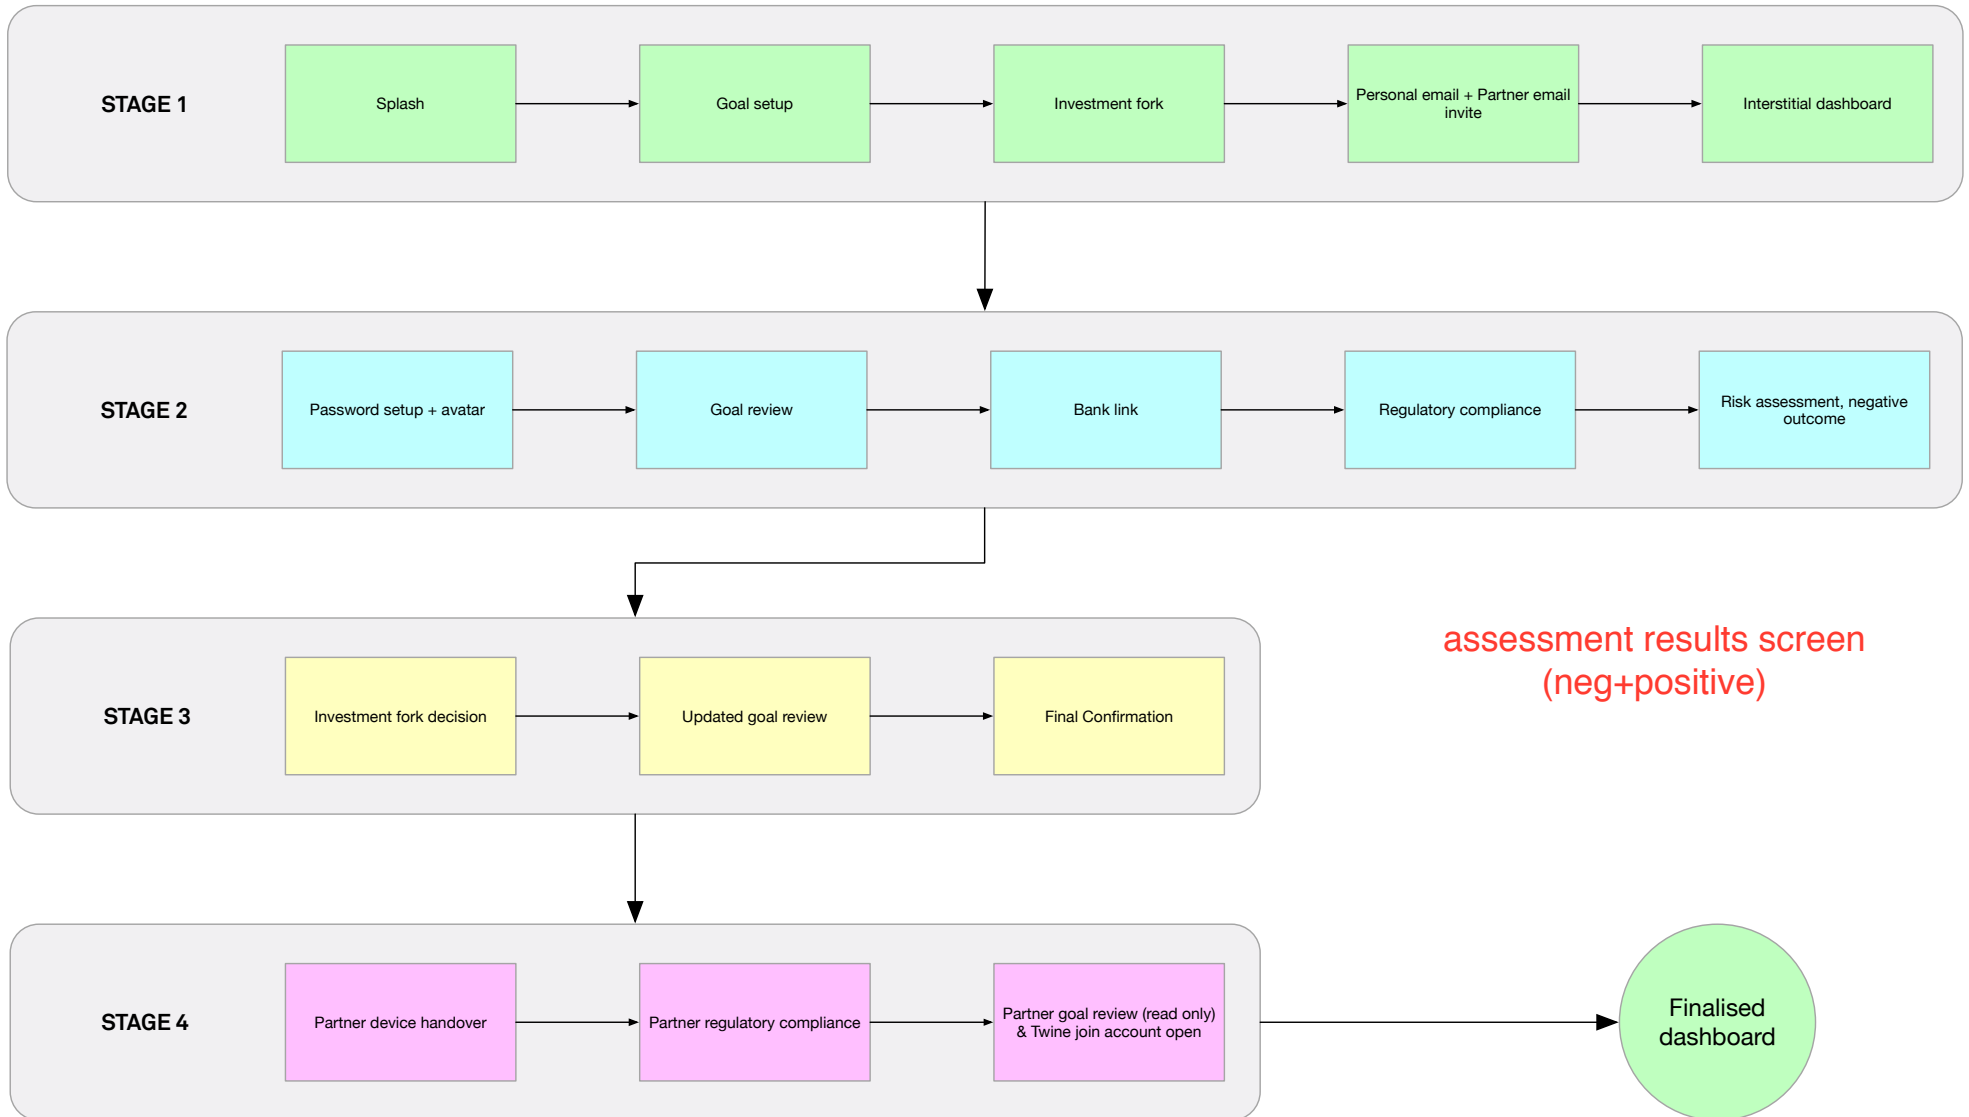 STAGE 1
Splash
Goal setup
Investment fork
Personal email + Partner email
invite
Interstitial dashboard
STAGE 2
Password setup + avatar
Goal review
Bank link
Regulatory compliance
Risk assessment, negative
outcome
STAGE 3
Investment fork decision
Updated goal review
Final Confirmation
assessment results screen
(neg+positive)
STAGE 4
Partner device handover
Partner regulatory compliance
Partner goal review (read only)
& Twine join account open
Finalised
dashboard